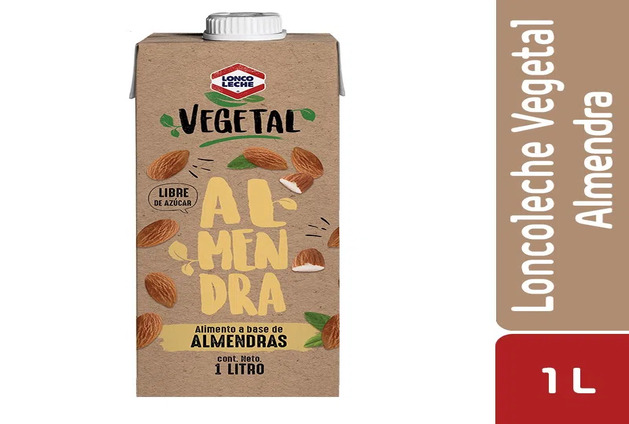 LONCO
LECHE
VEGETAL
LIBRE
DE AZÚCAR
AL
MEN
DRA
Alimento a base de
ALMENDRAS
cont. Neto.
1 LITRO
Loncoleche Vegetal
Almendra
1 L